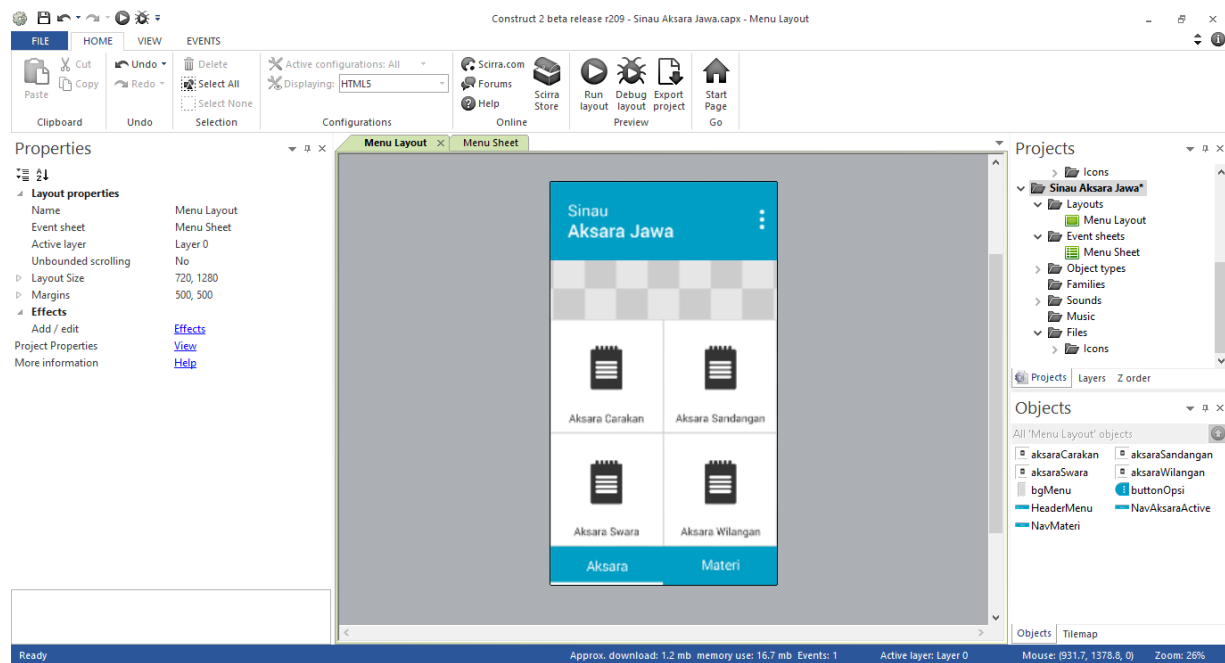 Construct 2 beta release r209 - Sinau Aksara Jawa.capx - Menu Layout
FILE HOME VIEW EVENTS
Paste Cut Copy
Clipboard
Undo Redo
Undo
Delete
Select All
Select None
Selection
Active configurations: All
Displaying: HTML5
Configurations
Scirra.com
Forums
Help
Scirra Store
Online
Run layout Debug layout Export project
Preview
Start Page
Go
Properties
Layout properties
Name Menu Layout
Event sheet Menu Sheet
Active layer Layer 0
Unbounded scrolling No
Layout Size 720, 1280
Margins 500, 500
Effects
Add / edit Effects
Project Properties View
More information Help
Menu Layout Menu Sheet
Sinau
Aksara Jawa
Aksara Carakan Aksara Sandangan
Aksara Swara Aksara Wilangan
Aksara Materi
Projects
Icons
Sinau Aksara Jawa*
Layouts
Menu Layout
Event sheets
Menu Sheet
Object types
Families
Sounds
Music
Files
Icons
Projects Layers Z order
Objects
All 'Menu Layout' objects
aksaraCarakan aksaraSandangan
aksaraSwara aksaraWilangan
bgMenu buttonOpsi
HeaderMenu NavAksaraActive
NavMateri
Objects Tilemap
Ready Approx. download: 1.2 mb memory use: 16.7 mb Events: 1 Active layer: Layer 0 Mouse: (931.7, 1378.8, 0) Zoom: 26%